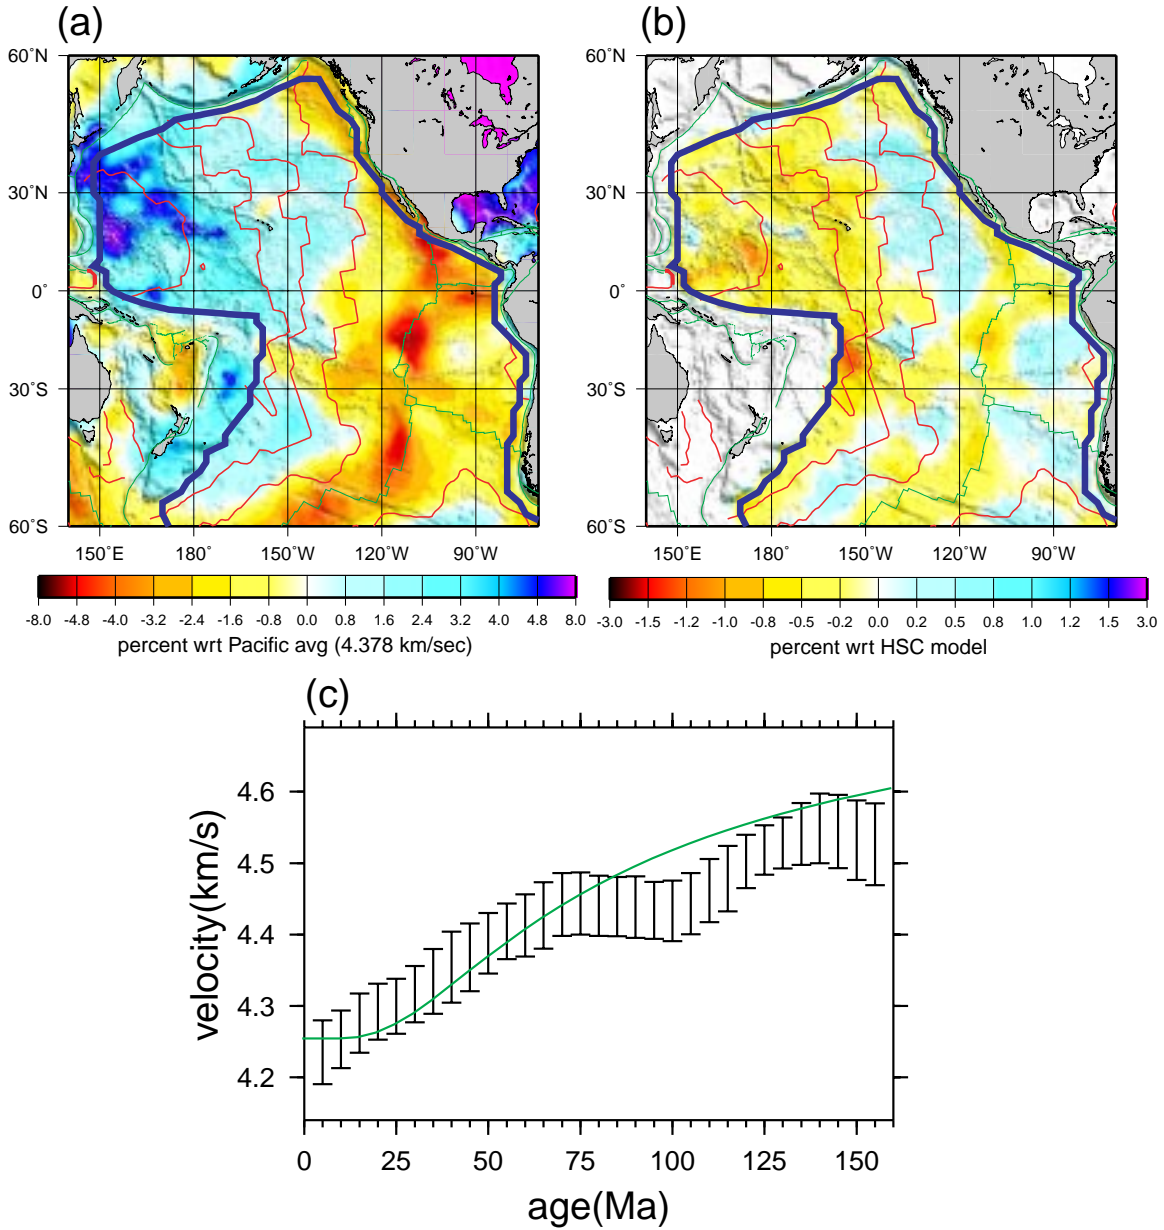 (a)
(b)
60˚N
30˚N
0˚
30˚S
60˚S
150˚E
180˚
150˚W
120˚W
90˚W
-8.0 -4.8 -4.0 -3.2 -2.4 -1.6 -0.8 0.0 0.8 1.6 2.4 3.2 4.0 4.8 8.0
percent wrt Pacific avg (4.378 km/sec)
60˚N
30˚N
0˚
30˚S
60˚S
150˚E
180˚
150˚W
120˚W
90˚W
-3.0 -1.5 -1.2 -1.0 -0.8 -0.5 -0.2 0.0 0.2 0.5 0.8 1.0 1.2 1.5 3.0
percent wrt HSC model
(c)
4.6
4.5
4.4
4.3
4.2
velocity(km/s)
0 25 50 75 100 125 150
age(Ma)